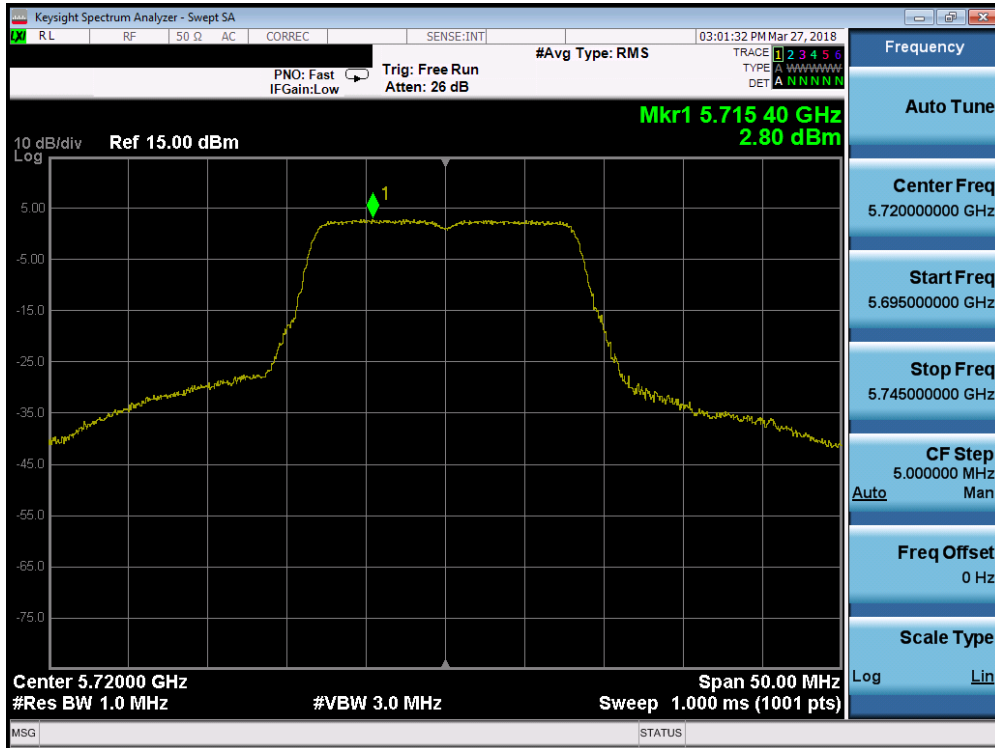 Keysight Spectrum Analyzer - Swept SA
LXI RL RF 50 Ω AC CORREC SENSE:INT 03:01:32 PM Mar 27, 2018
#Avg Type: RMS TRACE 1 2 3 4 5 6
PNO: Fast Trig: Free Run TYPE A WWWWW
IFGain:Low Atten: 26 dB DET A N N N N N
Mkr1 5.715 40 GHz
2.80 dBm
10 dB/div Ref 15.00 dBm
Log
1
5.00
-5.00
-15.0
-25.0
-35.0
-45.0
-55.0
-65.0
-75.0
Center 5.72000 GHz Span 50.00 MHz
#Res BW 1.0 MHz #VBW 3.0 MHz Sweep 1.000 ms (1001 pts)
MSG STATUS
Frequency
Auto Tune
Center Freq
5.720000000 GHz
Start Freq
5.695000000 GHz
Stop Freq
5.745000000 GHz
CF Step
5.000000 MHz
Auto Man
Freq Offset
0 Hz
Scale Type
Log Lin